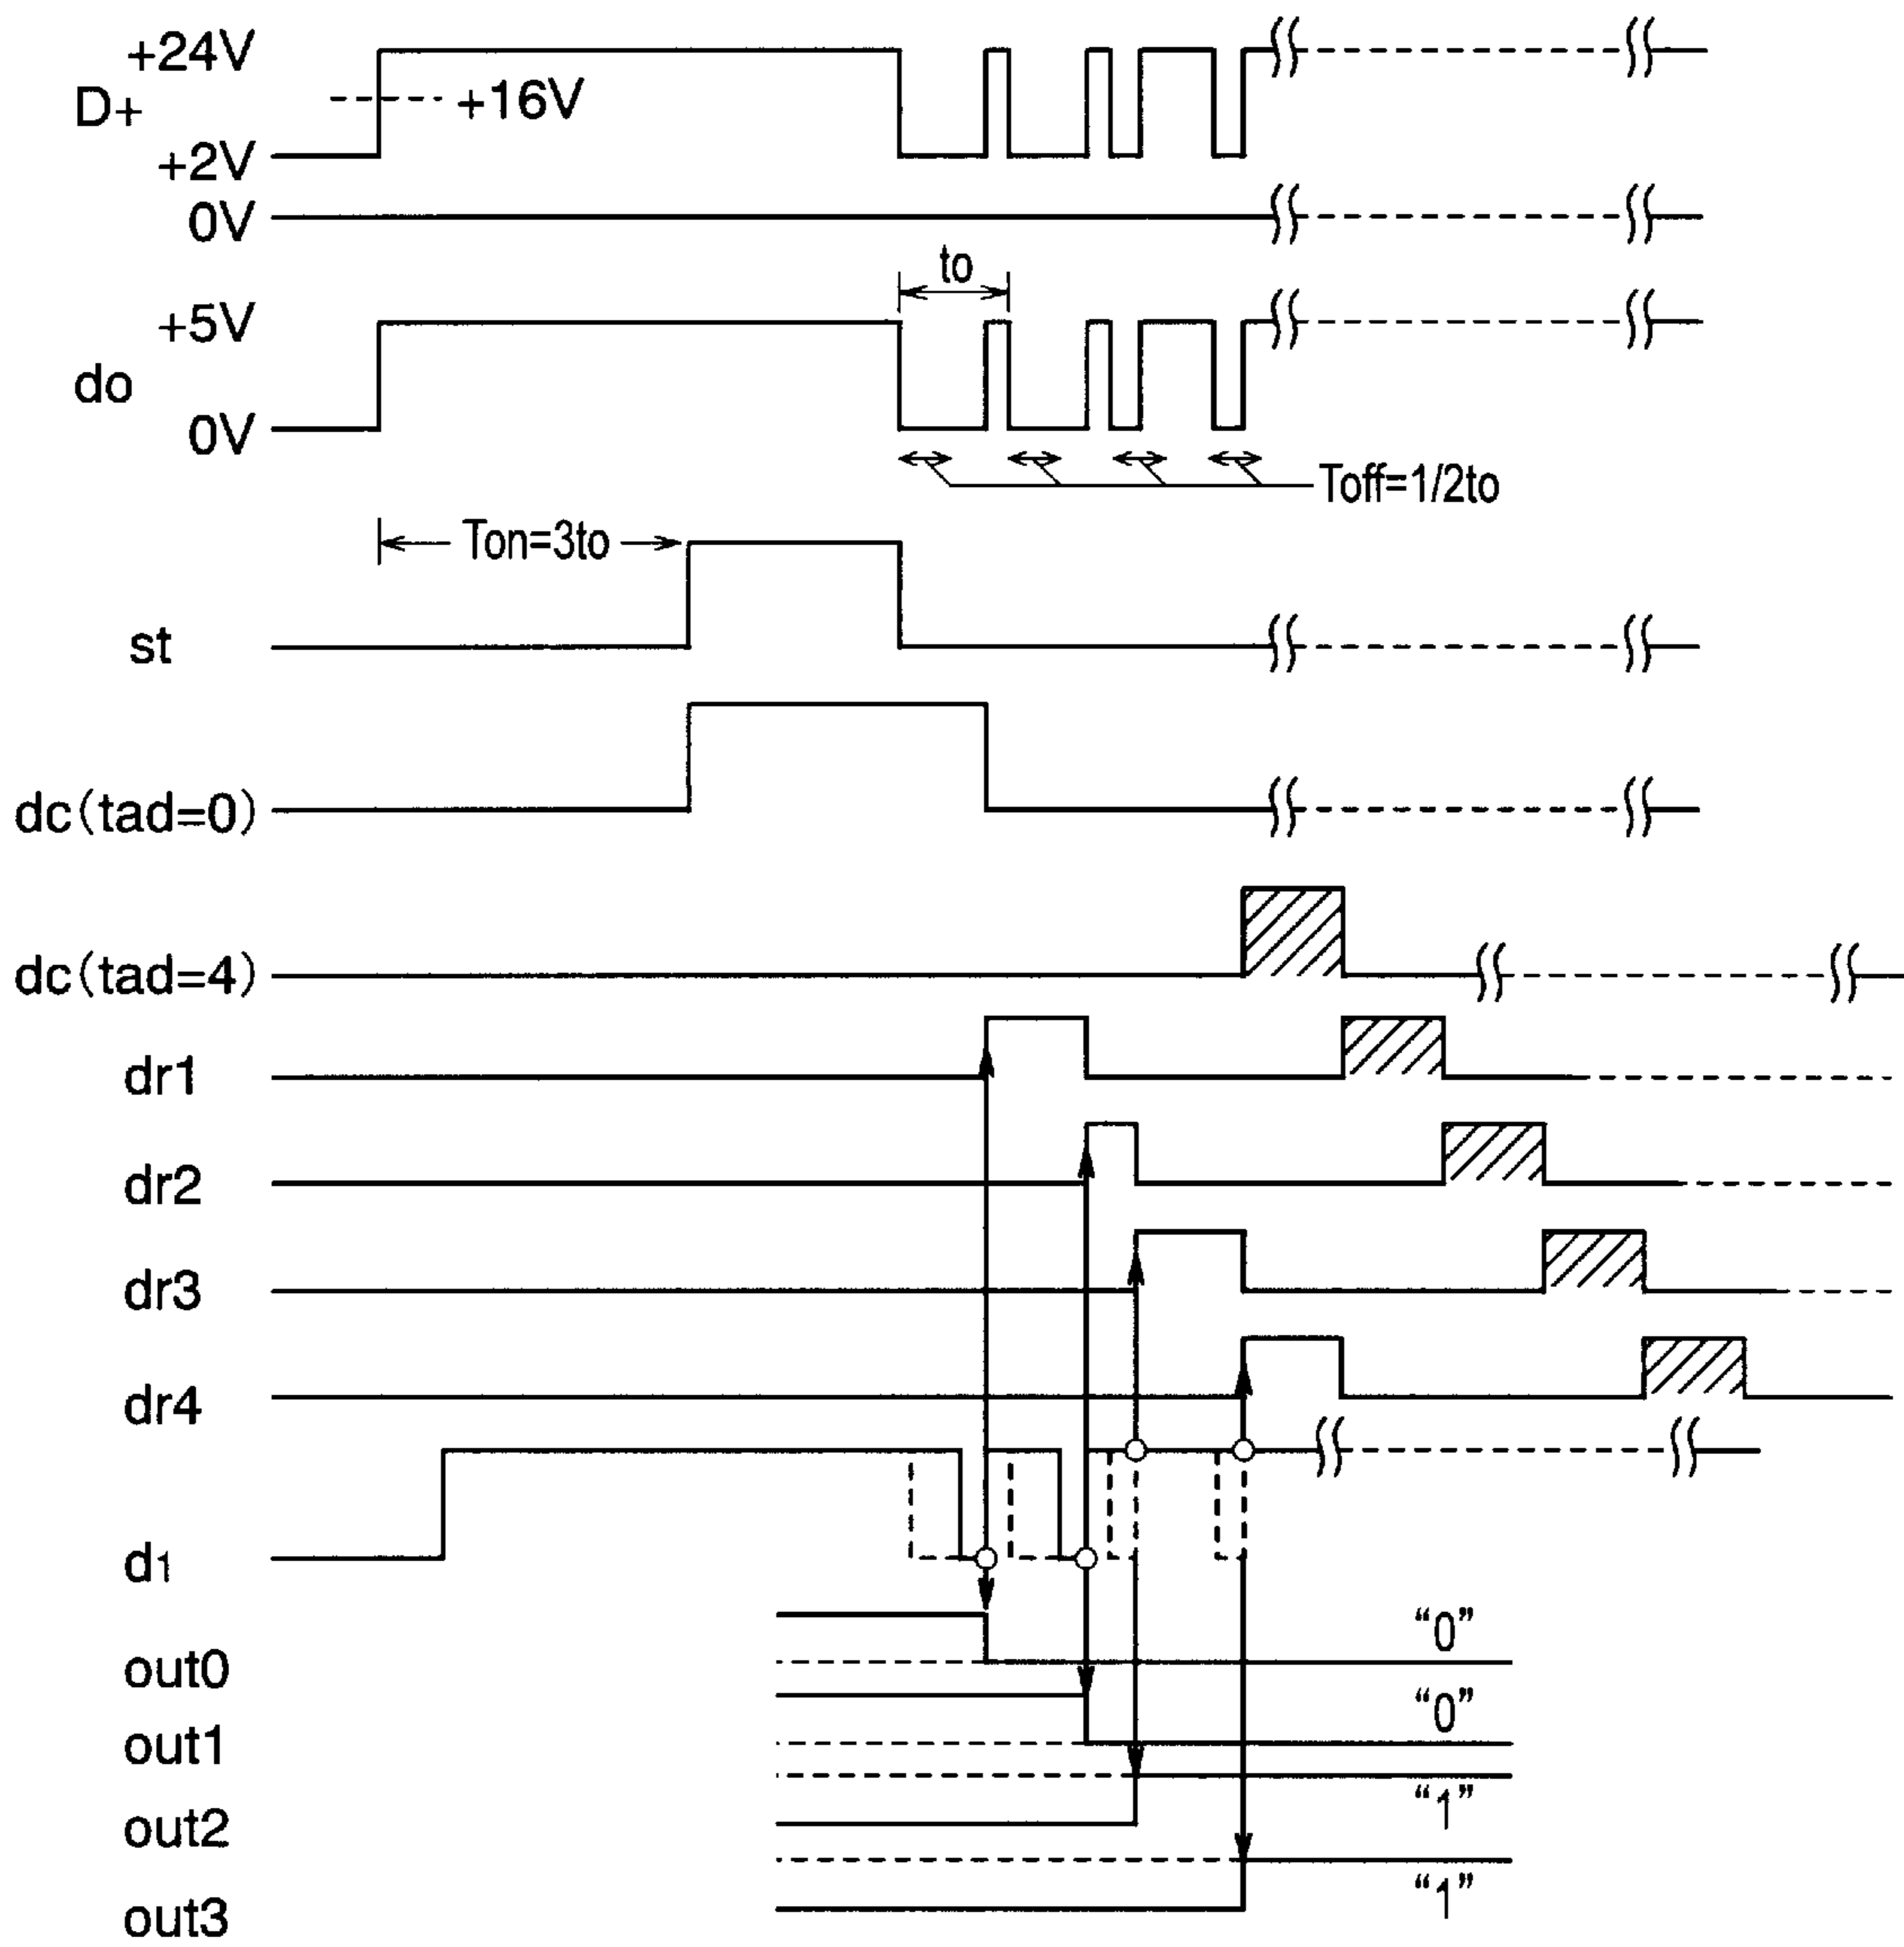 +24V
D+
+16V
+2V
0V
to
+5V
do
0V
Toff=1/2to
Ton=3to
st
dc(tad=0)
dc(tad=4)
dr1
dr2
dr3
dr4
d1
"0"
out0
"0"
out1
"1"
out2
"1"
out3